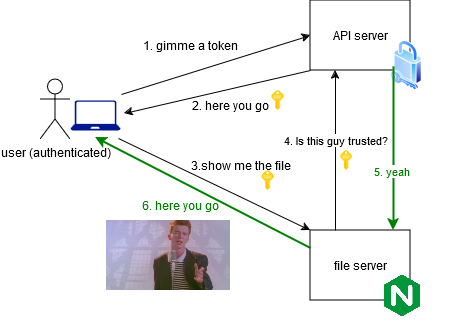 API server
1. gimme a token
2. here you go
user (authenticated)
4. Is this guy trusted?
3.show me the file
5. yeah
6. here you go
file server
N